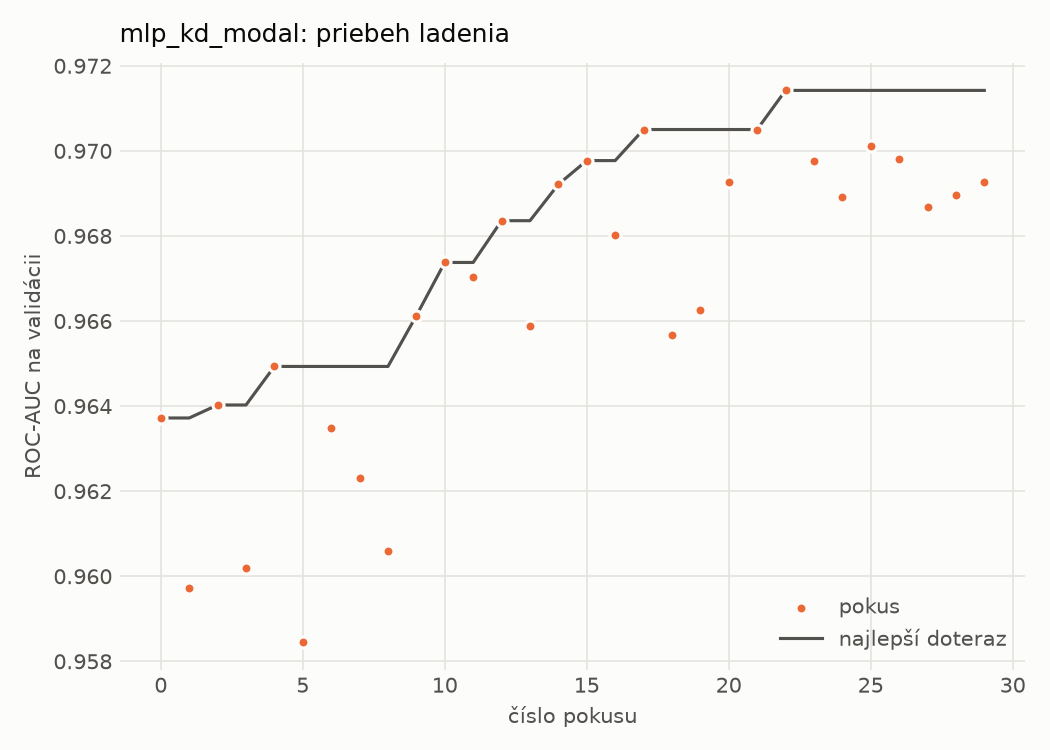 mlp_kd_modal: priebeh ladenia
ROC-AUC na validácii
0.972
0.970
0.968
0.966
0.964
0.962
0.960
0.958
0 5 10 15 20 25 30
číslo pokusu
pokus
najlepší doteraz